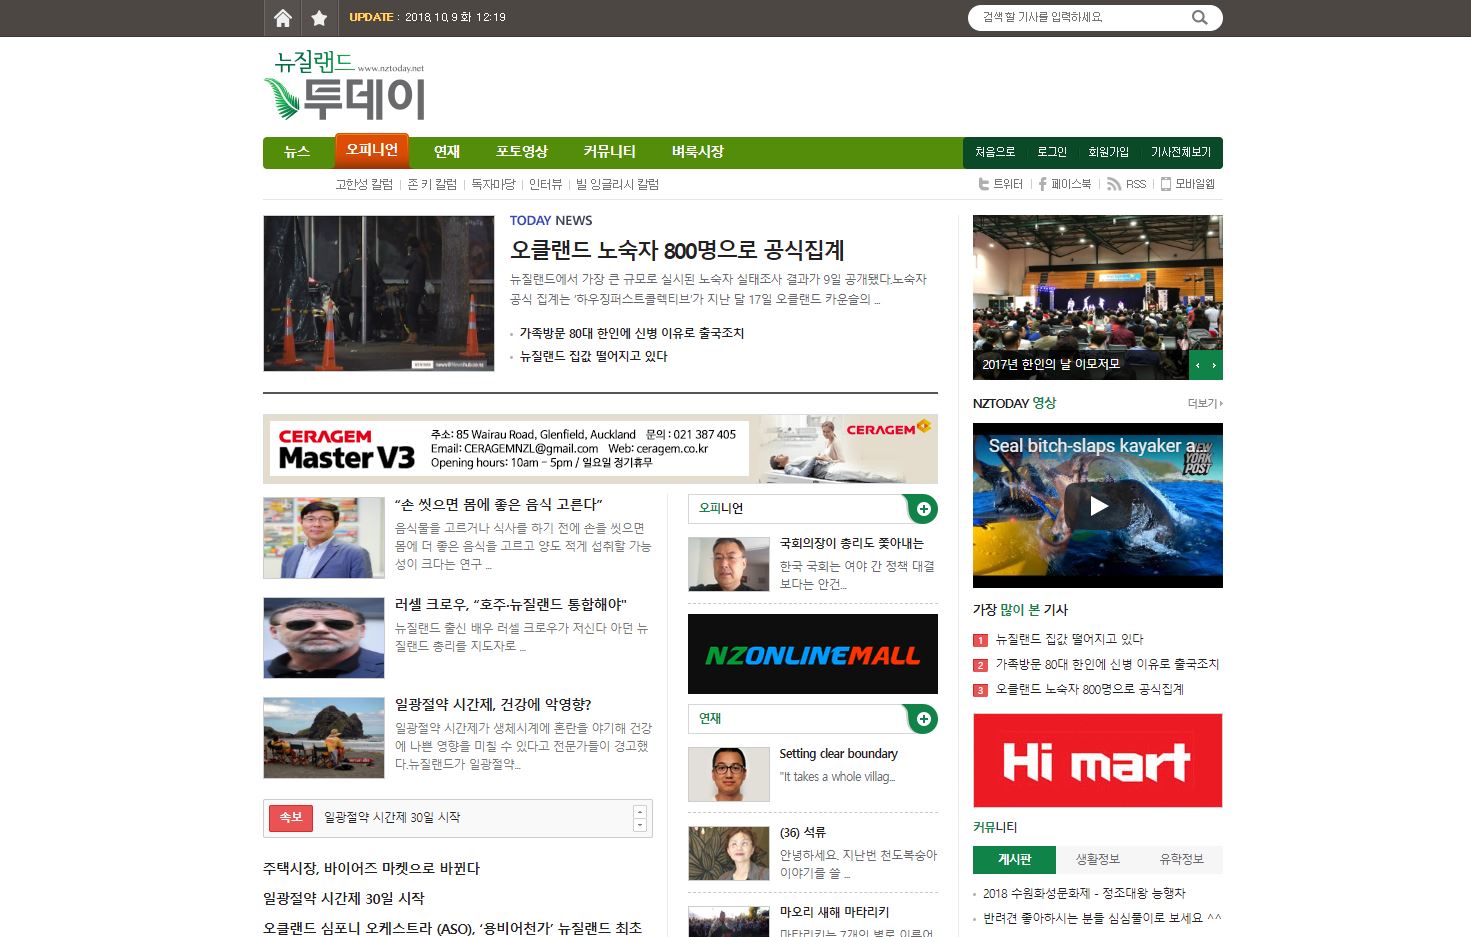 UPDATE : 2018. 10. 9 화 12:19
검색할 기사를 입력하세요.
뉴질랜드 www.nztoday.net
투데이
뉴스 오피니언 연재 포토영상 커뮤니티 벼룩시장
처음으로 로그인 회원가입 기사전체보기
고한성 칼럼 | 존 키 칼럼 | 독자마당 | 인터뷰 | 빌 잉글리시 칼럼
트위터 | 페이스북 | RSS | 모바일웹
TODAY NEWS
오클랜드 노숙자 800명으로 공식집계
뉴질랜드에서 가장 큰 규모로 실시된 노숙자 실태조사 결과가 9일 공개됐다.노숙자
공식 집계는 '하우징퍼스트콜렉티브'가 지난 달 17일 오클랜드 카운슬의 ...
가족방문 80대 한인에 신병 이유로 출국조치
뉴질랜드 집값 떨어지고 있다
CERAGEM
Master V3
주소: 85 Wairau Road, Glenfield, Auckland 문의 : 021 387 405
Email: CERAGEMNZL@gmail.com Web: ceragem.co.kr
Opening hours: 10am - 5pm / 일요일 정기휴무
CERAGEM
“손 씻으면 몸에 좋은 음식 고른다”
음식물을 고르거나 식사를 하기 전에 손을 씻으면
몸에 더 좋은 음식을 고르고 양도 적게 섭취할 가능
성이 크다는 연구 ...
러셀 크로우, “호주·뉴질랜드 통합해야"
뉴질랜드 출신 배우 러셀 크로우가 저신다 아던 뉴
질랜드 총리를 지도자로 ...
일광절약 시간제, 건강에 악영향?
일광절약 시간제가 생체시계에 혼란을 야기해 건강
에 나쁜 영향을 미칠 수 있다고 전문가들이 경고했
다.뉴질랜드가 일광절약...
속보 일광절약 시간제 30일 시작
주택시장, 바이어즈 마켓으로 바뀐다
일광절약 시간제 30일 시작
오클랜드 심포니 오케스트라 (ASO), ‘용비어천가’ 뉴질랜드 최초
오피니언
국회의장이 총리도 쫒아내는
한국 국회는 여야 간 정책 대결
보다는 안건...
NZONLINEMALL
연재
Setting clear boundary
"It takes a whole villag...
(36) 석류
안녕하세요. 지난번 천도복숭아
이야기를 쓸 ...
마오리 새해 마타리키
마타리키는 7개의 별로 이루어
2017년 한인의 날 이모저모
NZTODAY 영상
더보기
Seal bitch-slaps kayaker a...
NEW YORK POST
가장 많이 본 기사
1 뉴질랜드 집값 떨어지고 있다
2 가족방문 80대 한인에 신병 이유로 출국조치
3 오클랜드 노숙자 800명으로 공식집계
Hi mart
커뮤니티
게시판 생활정보 유학정보
2018 수원화성문화제 - 정조대왕 능행차
반려견 좋아하시는 분들 심심풀이로 보세요 ^^